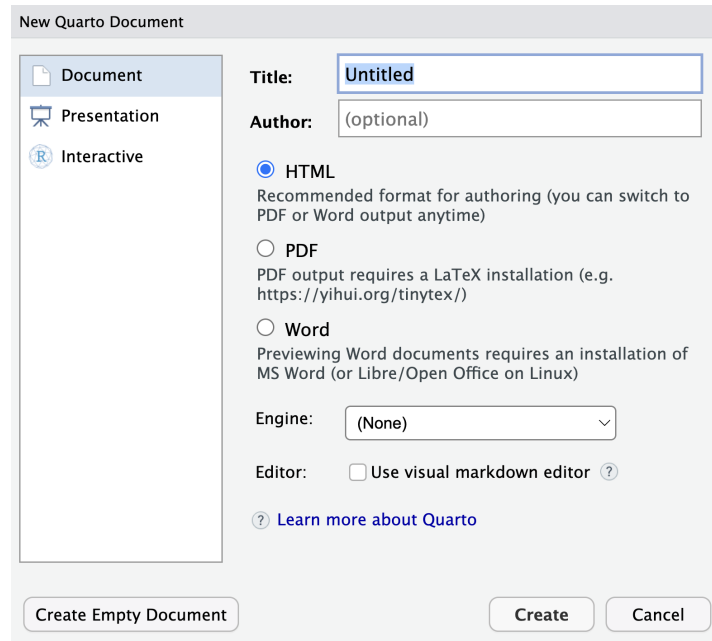 New Quarto Document
Document
Presentation
R Interactive
Title: Untitled
Author: (optional)
HTML
Recommended format for authoring (you can switch to
PDF or Word output anytime)
PDF
PDF output requires a LaTeX installation (e.g.
https://yihui.org/tinytex/)
Word
Previewing Word documents requires an installation of
MS Word (or Libre/Open Office on Linux)
Engine: (None)
Editor: Use visual markdown editor ?
? Learn more about Quarto
Create Empty Document
Create
Cancel